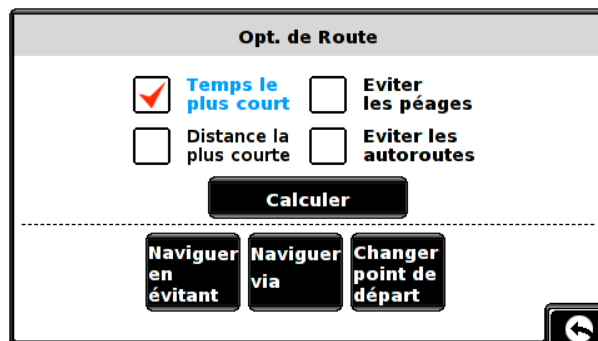 Opt. de Route
Temps le
plus court
Eviter
les péages
Distance la
plus courte
Eviter les
autoroutes
Calculer
Naviguer
en
évitant
Naviguer
via
Changer
point de
départ